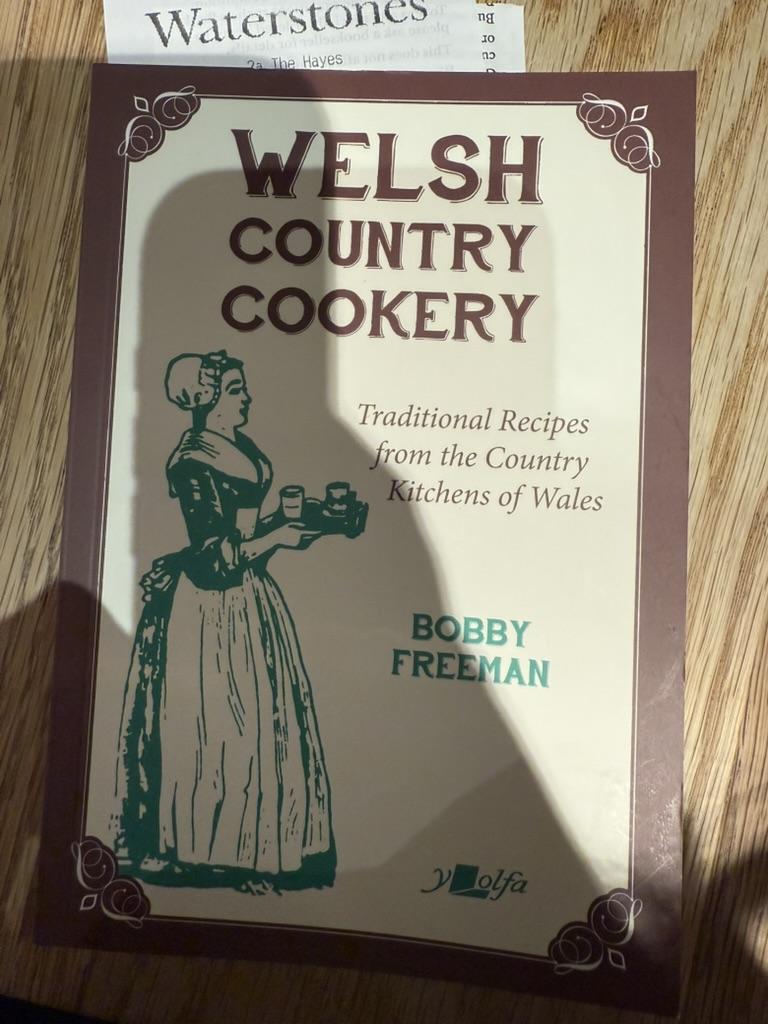 Waterstones
2a The Hayes
WELSH
COUNTRY
COOKERY
Traditional Recipes
from the Country
Kitchens of Wales
BOBBY
FREEMAN
y Lolfa